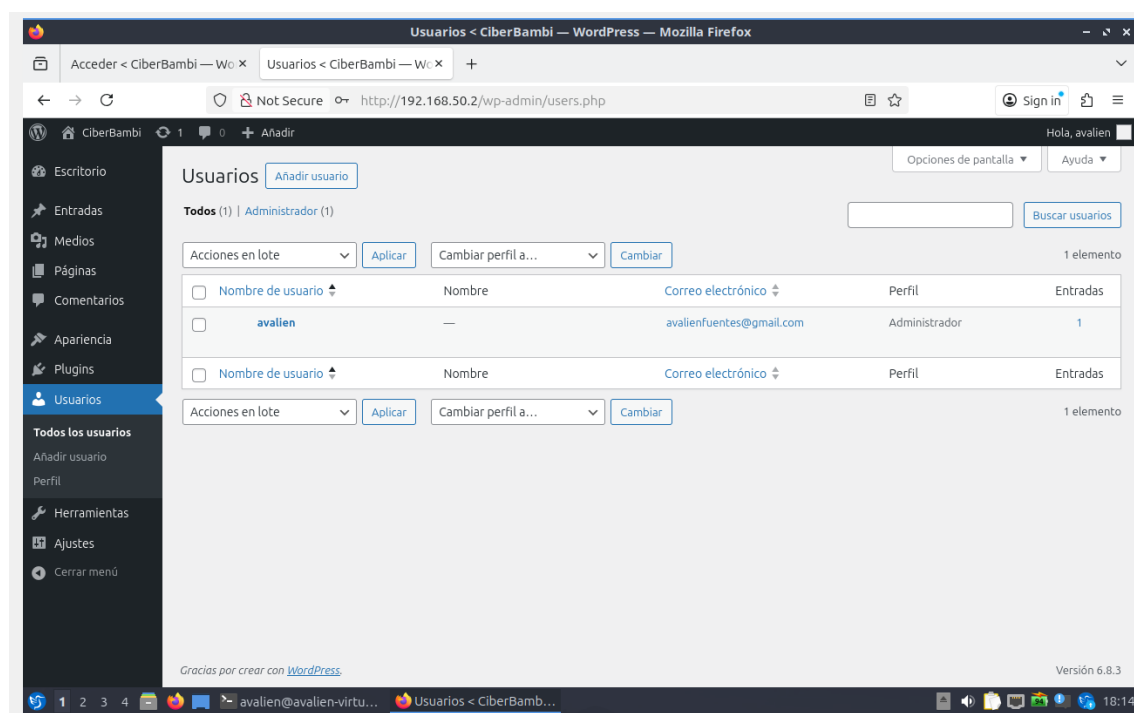 Usuarios < CiberBambi — WordPress — Mozilla Firefox
Acceder < CiberBambi — Wo
Usuarios < CiberBambi — Wo
Not Secure http://192.168.50.2/wp-admin/users.php Sign in
CiberBambi 1 0 + Añadir Hola, avalien
Opciones de pantalla Ayuda
Escritorio
Entradas
Medios
Páginas
Comentarios
Apariencia
Plugins
Usuarios
Todos los usuarios
Añadir usuario
Perfil
Herramientas
Ajustes
Cerrar menú
Usuarios Añadir usuario
Todos (1) | Administrador (1)
Buscar usuarios
Acciones en lote Aplicar Cambiar perfil a... Cambiar 1 elemento
Nombre de usuario Nombre Correo electrónico Perfil Entradas
avalien — avalienfuentes@gmail.com Administrador 1
Nombre de usuario Nombre Correo electrónico Perfil Entradas
Acciones en lote Aplicar Cambiar perfil a... Cambiar 1 elemento
Gracias por crear con WordPress. Versión 6.8.3
1 2 3 4 avalien@avalien-virtu... Usuarios < CiberBamb... 18:14